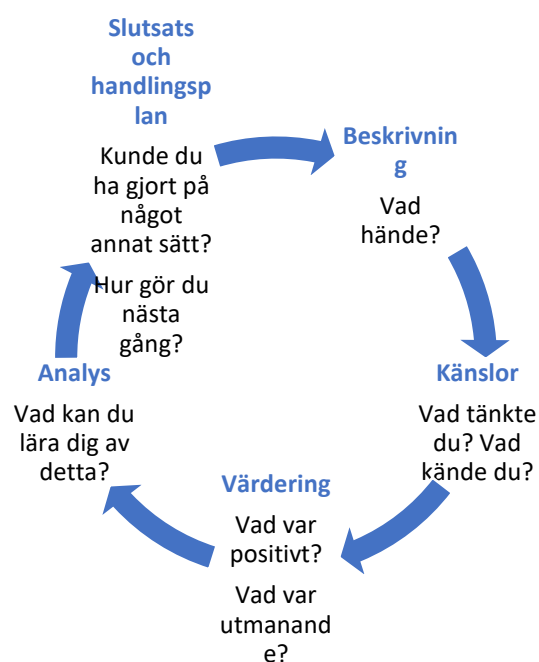 Slutsats
och
handlingsp
lan
Kunde du
ha gjort på
något
annat sätt?
Hur gör du
nästa
gång?
Beskrivnin
g
Vad
hände?
Känslor
Vad tänkte
du? Vad
kände du?
Värdering
Vad var
positivt?
Vad var
utmanand
e?
Analys
Vad kan du
lära dig av
detta?